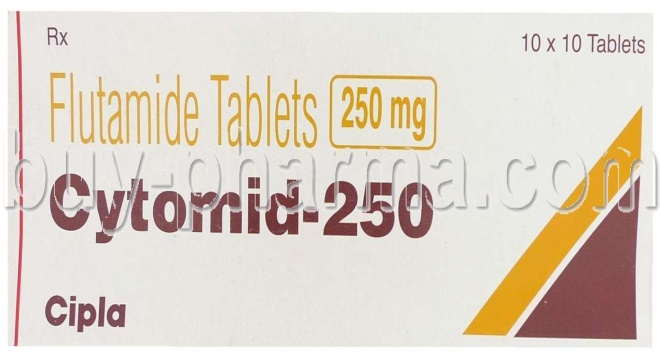 Rx
10 x 10 Tablets
Flutamide Tablets 250 mg
buy-pharma.com
Cytomid-250
Cipla